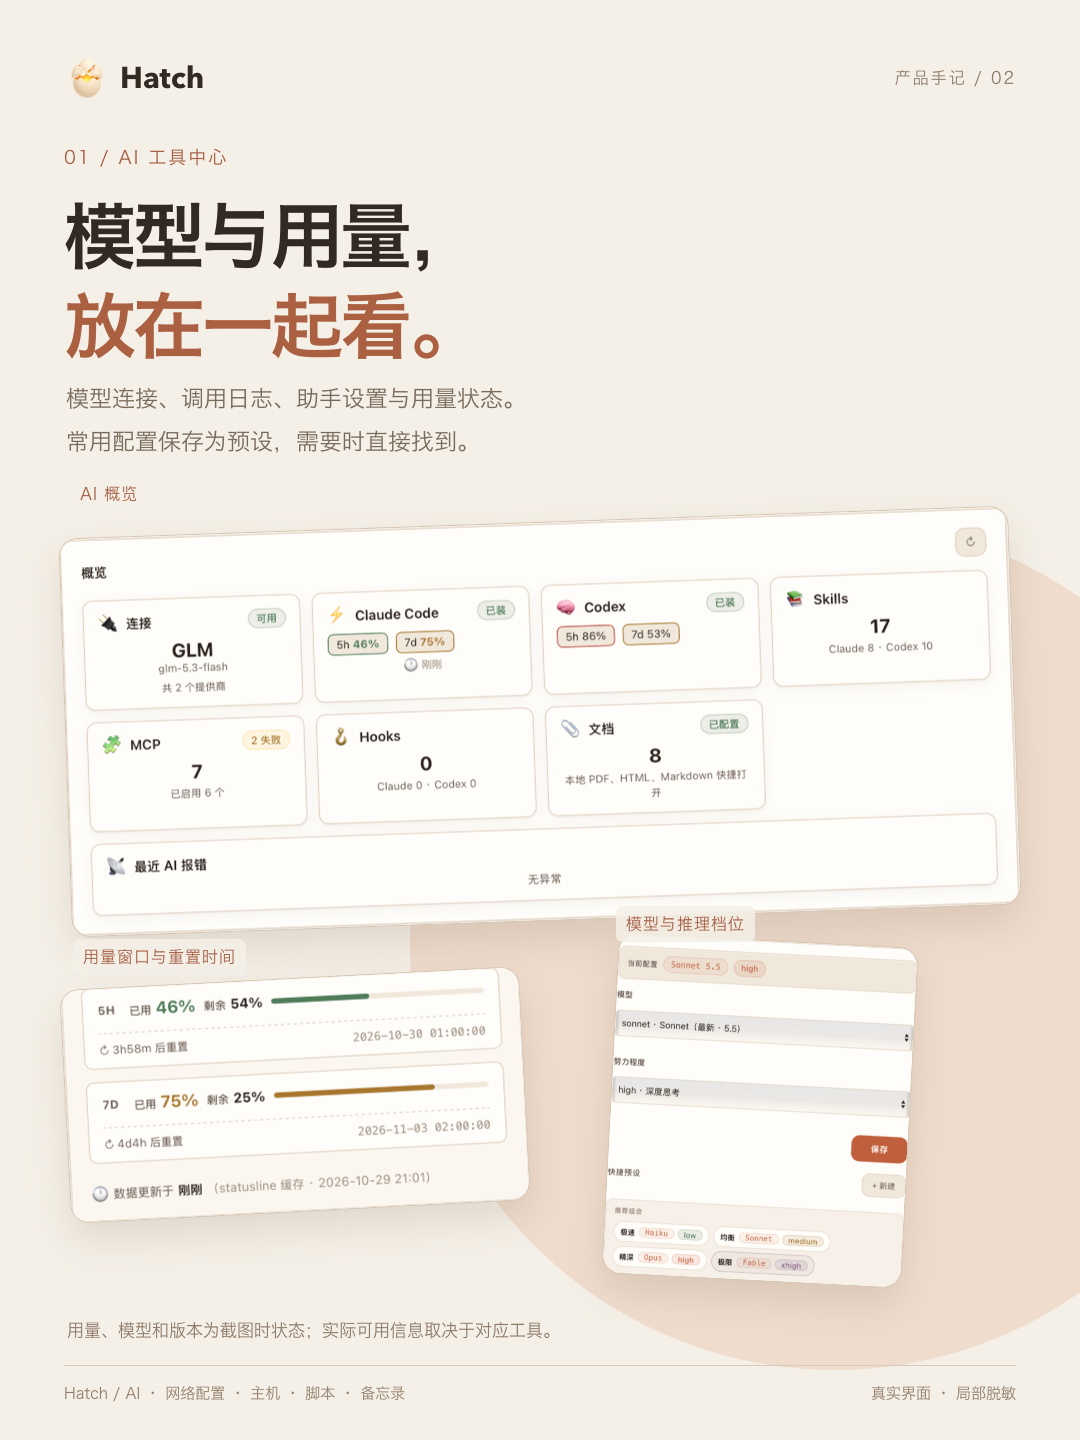 Hatch
产品手记 / 02
01 / AI 工具中心
模型与用量，
放在一起看。
模型连接、调用日志、助手设置与用量状态。
常用配置保存为预设，需要时直接找到。
AI 概览
概览
连接 可用
GLM
glm-5.3-flash
共 2 个提供商
Claude Code 已装
5h 46% 7d 75%
刚刚
Codex 已装
5h 86% 7d 53%
Skills
17
Claude 8 · Codex 10
MCP 2 失败
7
已启用 6 个
Hooks
0
Claude 0 · Codex 0
文档 已配置
8
本地 PDF、HTML、Markdown 快捷打
开
最近 AI 报错
无异常
用量窗口与重置时间
5H 已用 46% 剩余 54%
3h58m 后重置 2026-10-30 01:00:00
7D 已用 75% 剩余 25%
4d4h 后重置 2026-11-03 02:00:00
数据更新于 刚刚 （statusline 缓存 · 2026-10-29 21:01）
模型与推理档位
当前配置 Sonnet 5.5 high
模型
sonnet · Sonnet（最新 · 5.5）
努力程度
high · 深度思考
保存
快捷预设
+ 新建
推荐组合
极速 Haiku low 均衡 Sonnet medium
精深 Opus high 极限 Fable xhigh
用量、模型和版本为截图时状态；实际可用信息取决于对应工具。
Hatch / AI · 网络配置 · 主机 · 脚本 · 备忘录
真实界面 · 局部脱敏